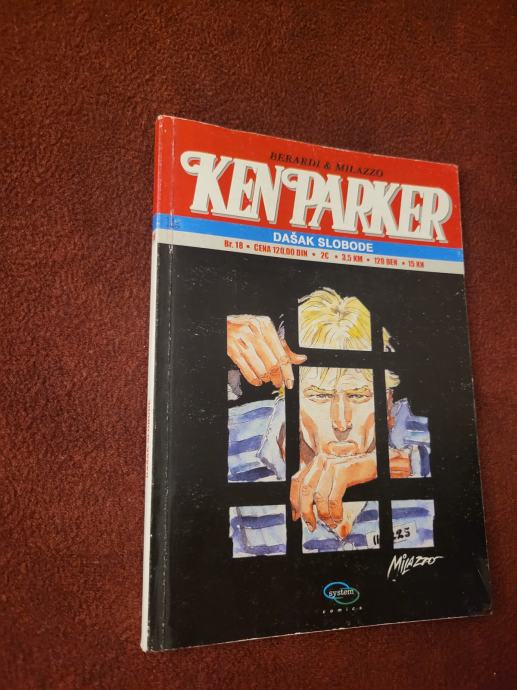 BERARDI & MILAZZO
KEN PARKER
DAŠAK SLOBODE
Br. 18 • CENA 120.00 DIN • 2€ • 3,5 KM • 120 DEN • 15 KN
MILAZZO
system
comics